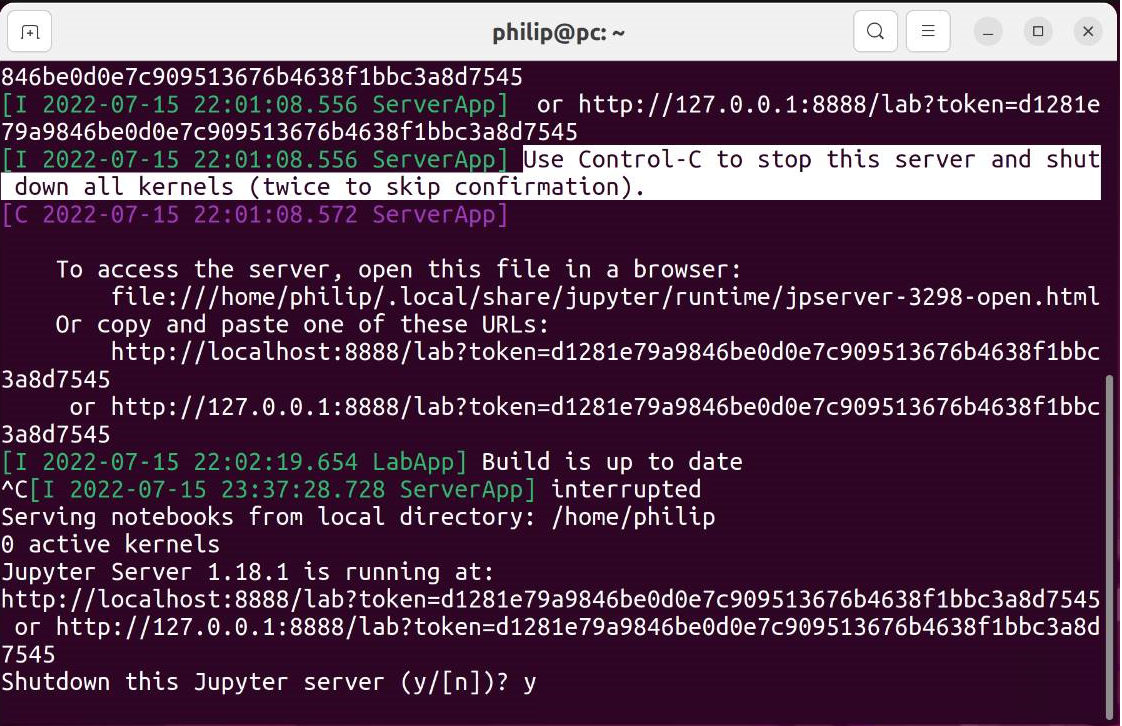 philip@pc: ~
846be0d0e7c909513676b4638f1bbc3a8d7545
[I 2022-07-15 22:01:08.556 ServerApp]  or http://127.0.0.1:8888/lab?token=d1281e
79a9846be0d0e7c909513676b4638f1bbc3a8d7545
[I 2022-07-15 22:01:08.556 ServerApp] Use Control-C to stop this server and shut
 down all kernels (twice to skip confirmation).
[C 2022-07-15 22:01:08.572 ServerApp]
    To access the server, open this file in a browser:
        file:///home/philip/.local/share/jupyter/runtime/jpserver-3298-open.html
    Or copy and paste one of these URLs:
        http://localhost:8888/lab?token=d1281e79a9846be0d0e7c909513676b4638f1bbc
3a8d7545
     or http://127.0.0.1:8888/lab?token=d1281e79a9846be0d0e7c909513676b4638f1bbc
3a8d7545
[I 2022-07-15 22:02:19.654 LabApp] Build is up to date
^C[I 2022-07-15 23:37:28.728 ServerApp] interrupted
Serving notebooks from local directory: /home/philip
0 active kernels
Jupyter Server 1.18.1 is running at:
http://localhost:8888/lab?token=d1281e79a9846be0d0e7c909513676b4638f1bbc3a8d7545
 or http://127.0.0.1:8888/lab?token=d1281e79a9846be0d0e7c909513676b4638f1bbc3a8d
7545
Shutdown this Jupyter server (y/[n])? y